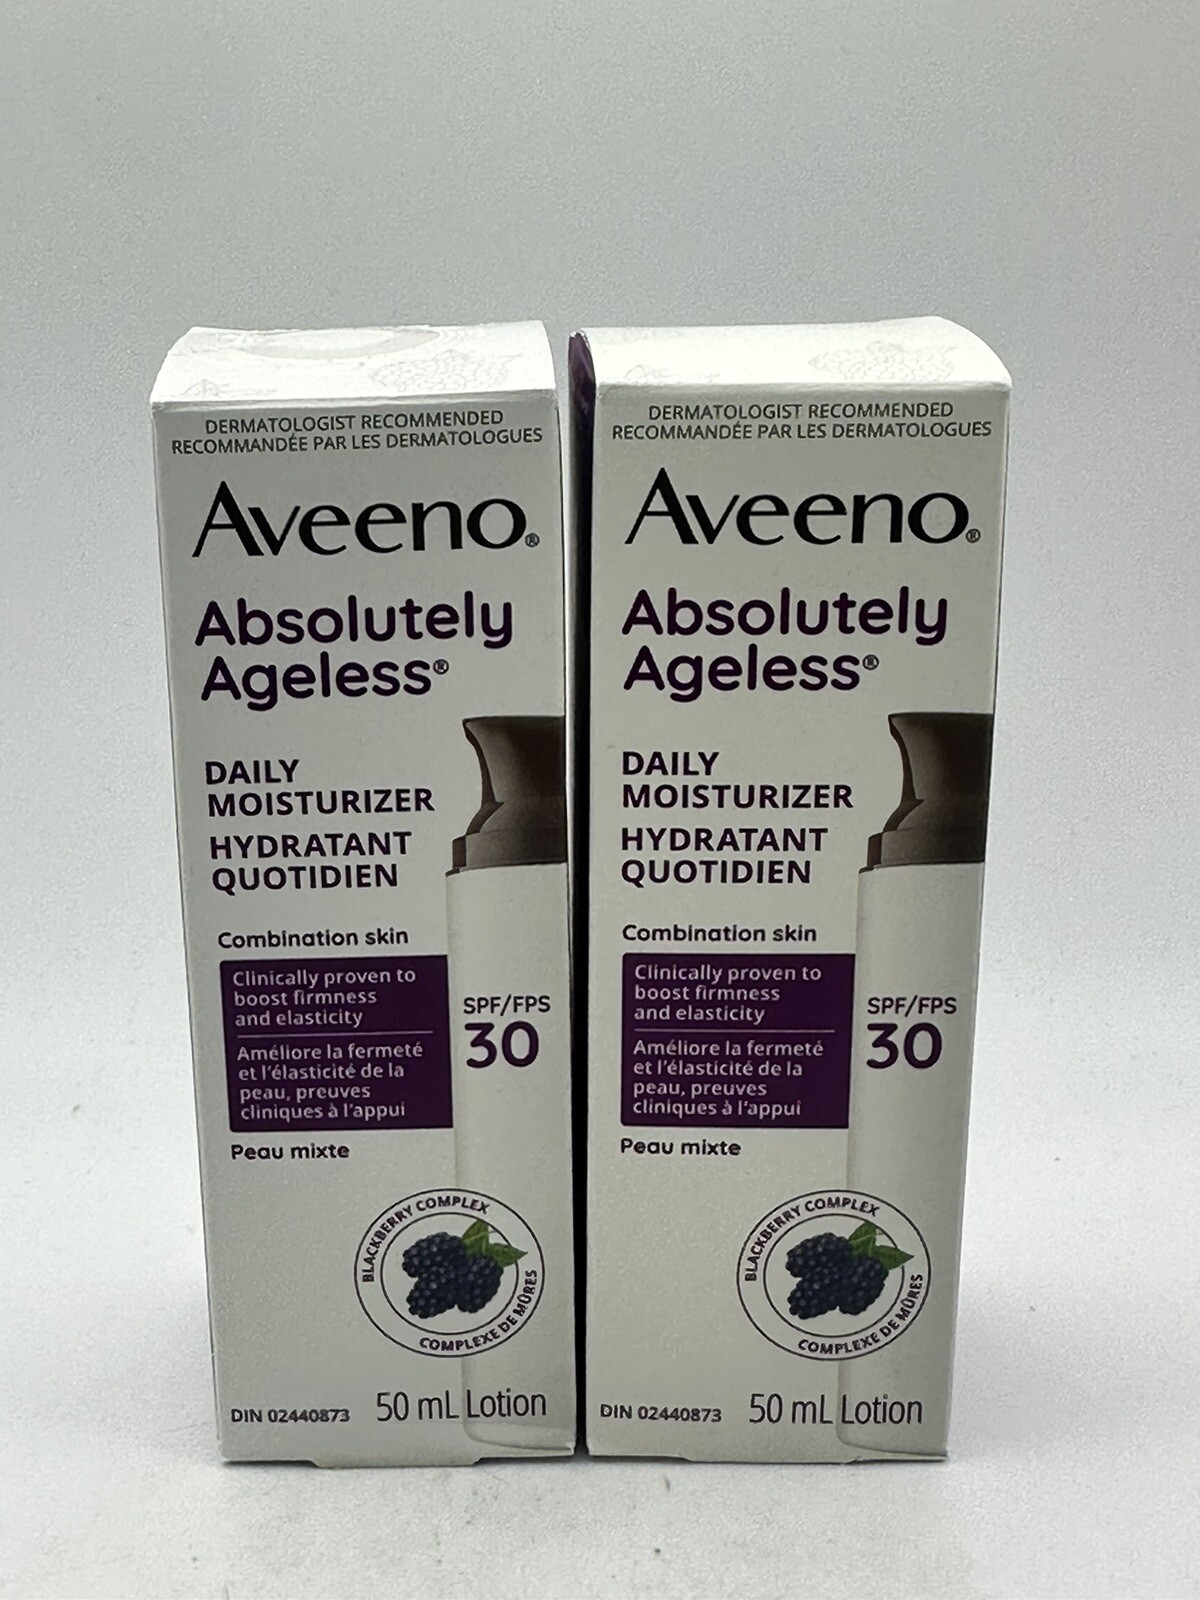 DERMATOLOGIST RECOMMENDED
RECOMMANDÉE PAR LES DERMATOLOGUES
Aveeno®
Absolutely
Ageless®
DAILY
MOISTURIZER
HYDRATANT
QUOTIDIEN
Combination skin
Clinically proven to
boost firmness
and elasticity
Améliore la fermeté
et l'élasticité de la
peau, preuves
cliniques à l'appui
Peau mixte
SPF/FPS
30
BLACKBERRY COMPLEX
COMPLEXE DE MÛRES
DIN 02440873
50 mL Lotion
DERMATOLOGIST RECOMMENDED
RECOMMANDÉE PAR LES DERMATOLOGUES
Aveeno®
Absolutely
Ageless®
DAILY
MOISTURIZER
HYDRATANT
QUOTIDIEN
Combination skin
Clinically proven to
boost firmness
and elasticity
Améliore la fermeté
et l'élasticité de la
peau, preuves
cliniques à l'appui
Peau mixte
SPF/FPS
30
BLACKBERRY COMPLEX
COMPLEXE DE MÛRES
DIN 02440873
50 mL Lotion